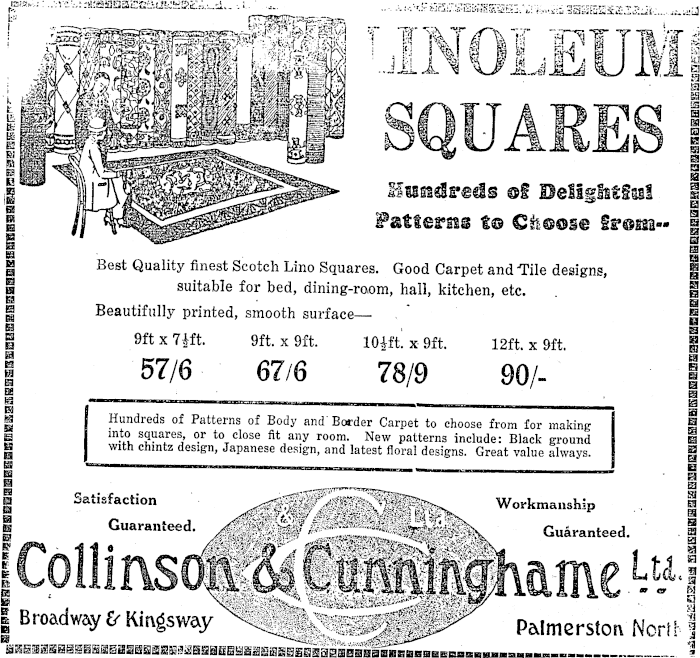 LINOLEUM
SQUARES
Hundreds of Delightful
Patterns to Choose from--
Best Quality finest Scotch Lino Squares. Good Carpet and Tile designs,
suitable for bed, dining-room, hall, kitchen, etc.
Beautifully printed, smooth surface—
9ft x 7½ft. 9ft. x 9ft. 10½ft. x 9ft. 12ft. x 9ft.
57/6 67/6 78/9 90/-
Hundreds of Patterns of Body and Border Carpet to choose from for making
into squares, or to close fit any room. New patterns include: Black ground
with chintz design, Japanese design, and latest floral designs. Great value always.
Satisfaction
Guaranteed.
Workmanship
Guaranteed.
& Ltd
Collinson & Cunninghame Ltd.
Broadway & Kingsway
Palmerston North